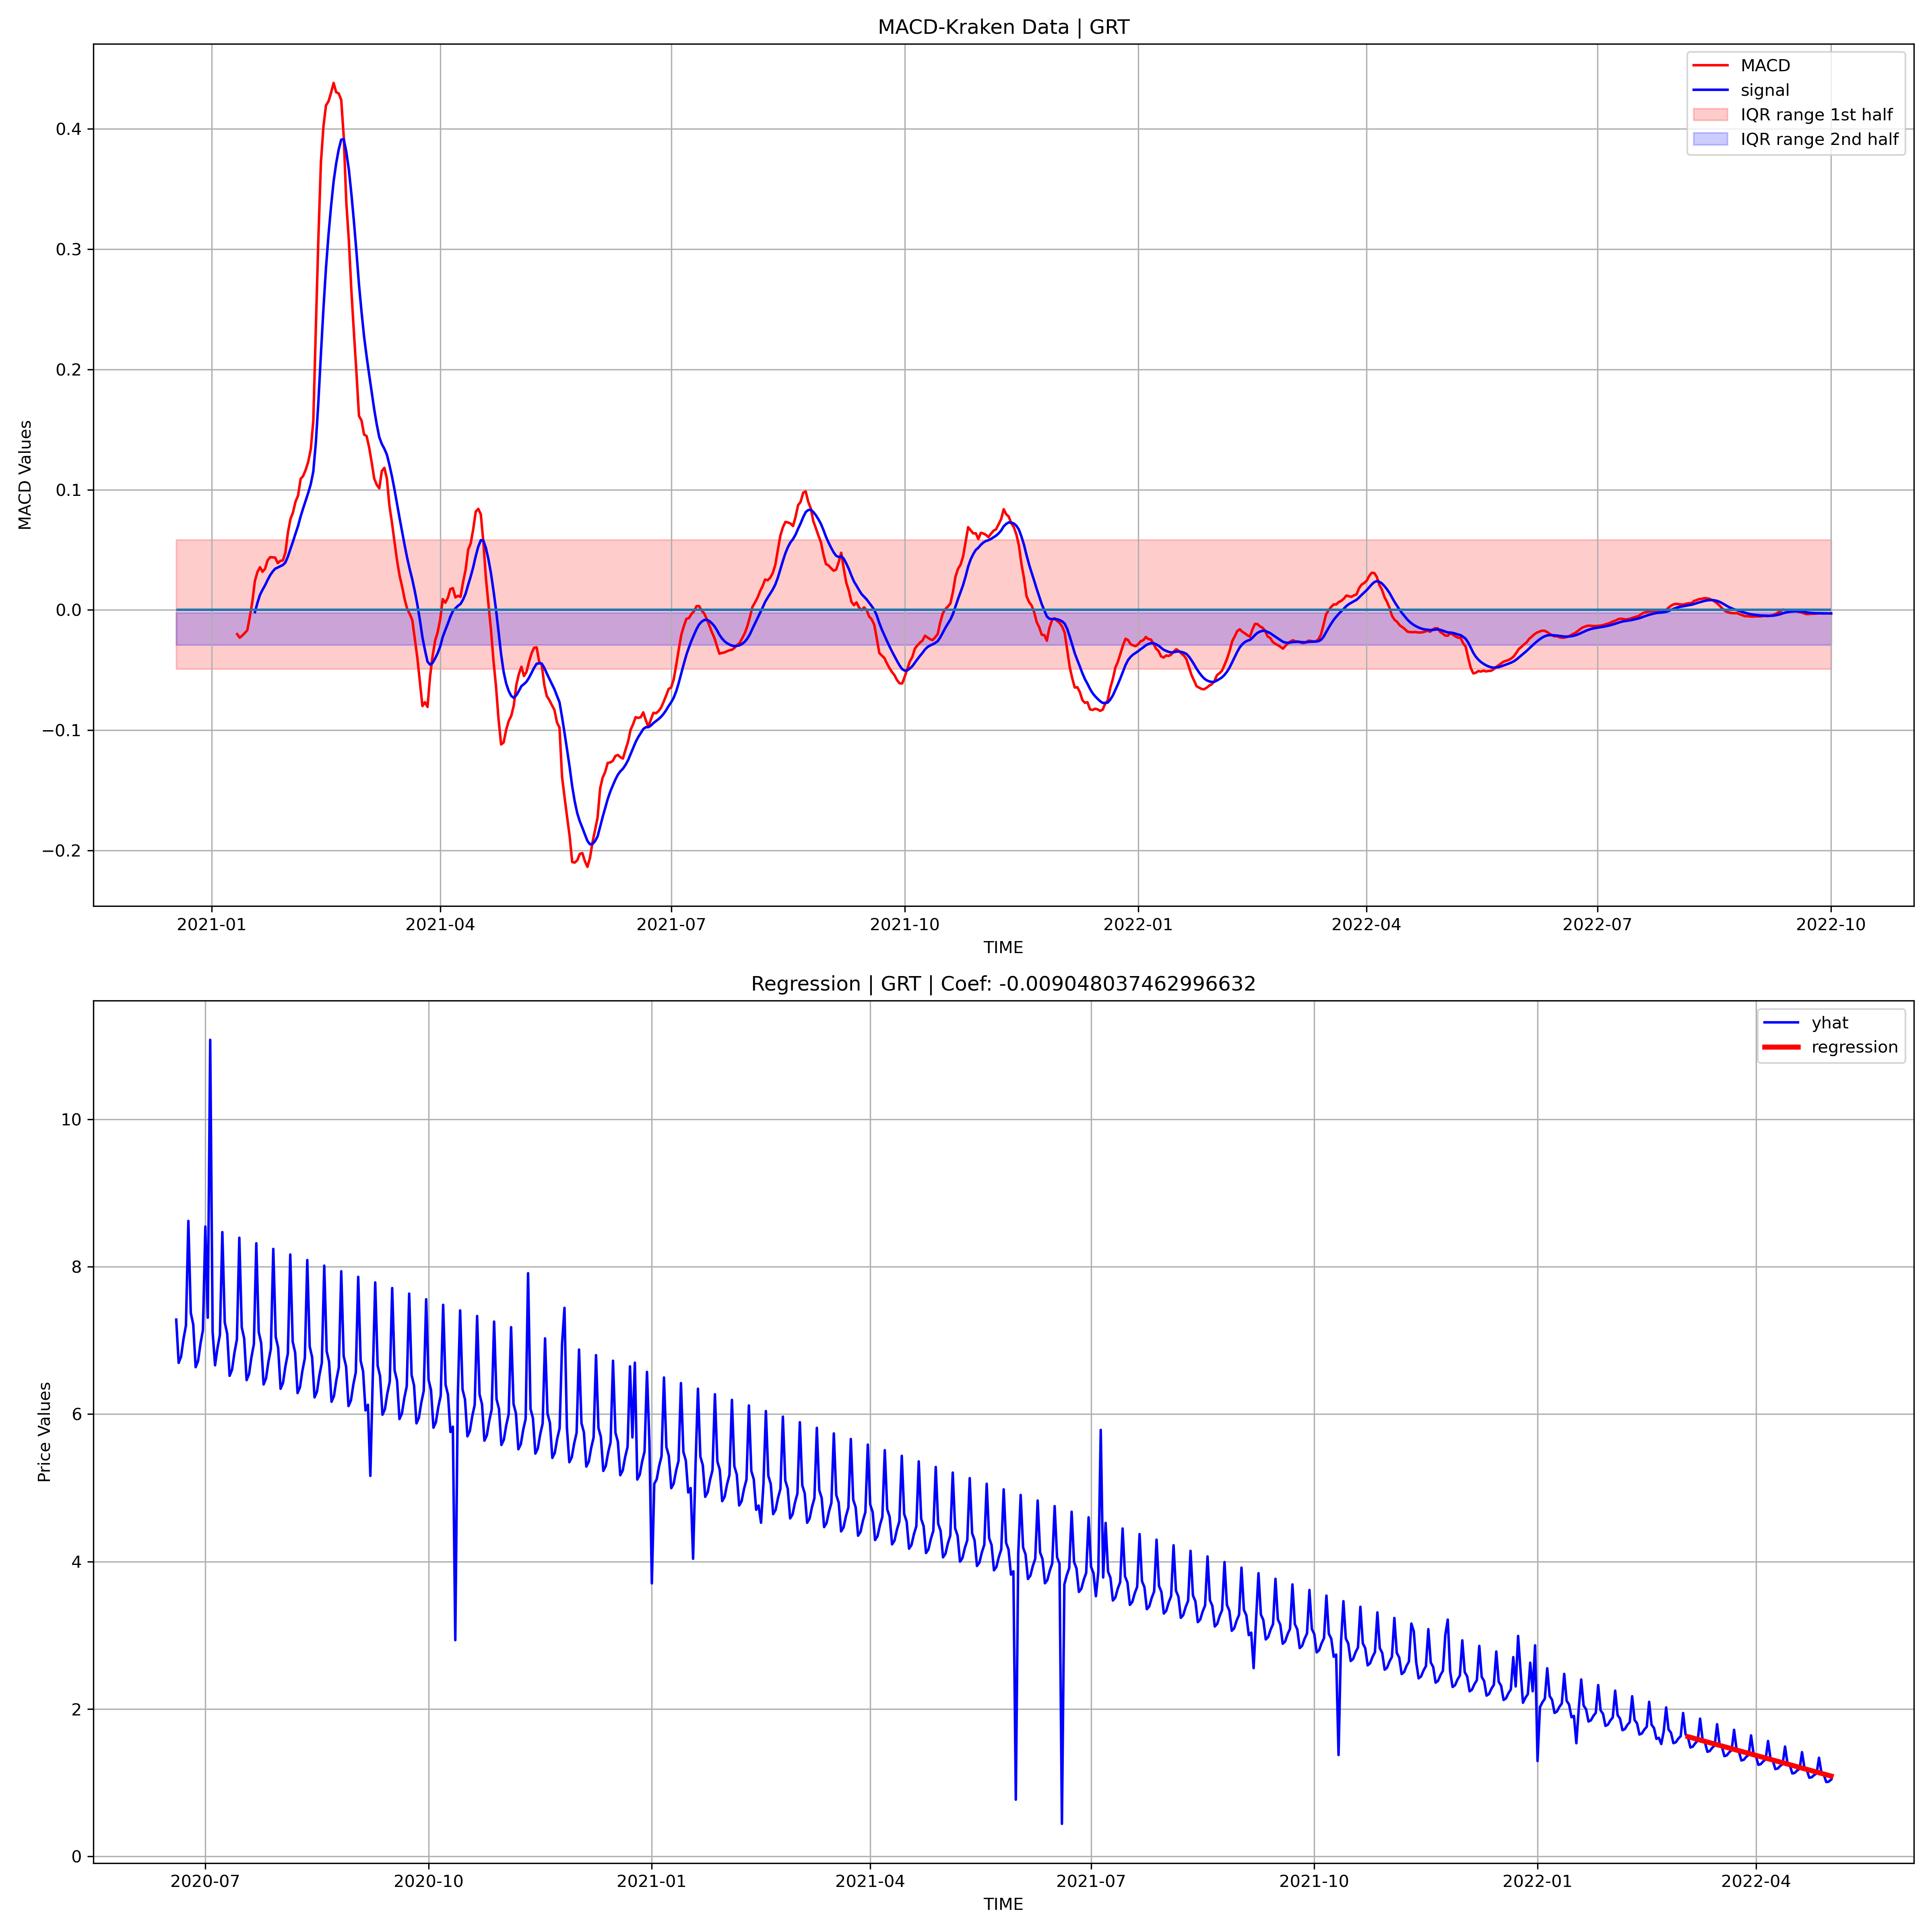 MACD-Kraken Data | GRT
MACD
signal
IQR range 1st half
IQR range 2nd half
MACD Values
0.4
0.3
0.2
0.1
0.0
−0.1
−0.2
2021-01
2021-04
2021-07
2021-10
2022-01
2022-04
2022-07
2022-10
TIME
Regression | GRT | Coef: -0.009048037462996632
yhat
regression
Price Values
10
8
6
4
2
0
2020-07
2020-10
2021-01
2021-04
2021-07
2021-10
2022-01
2022-04
TIME